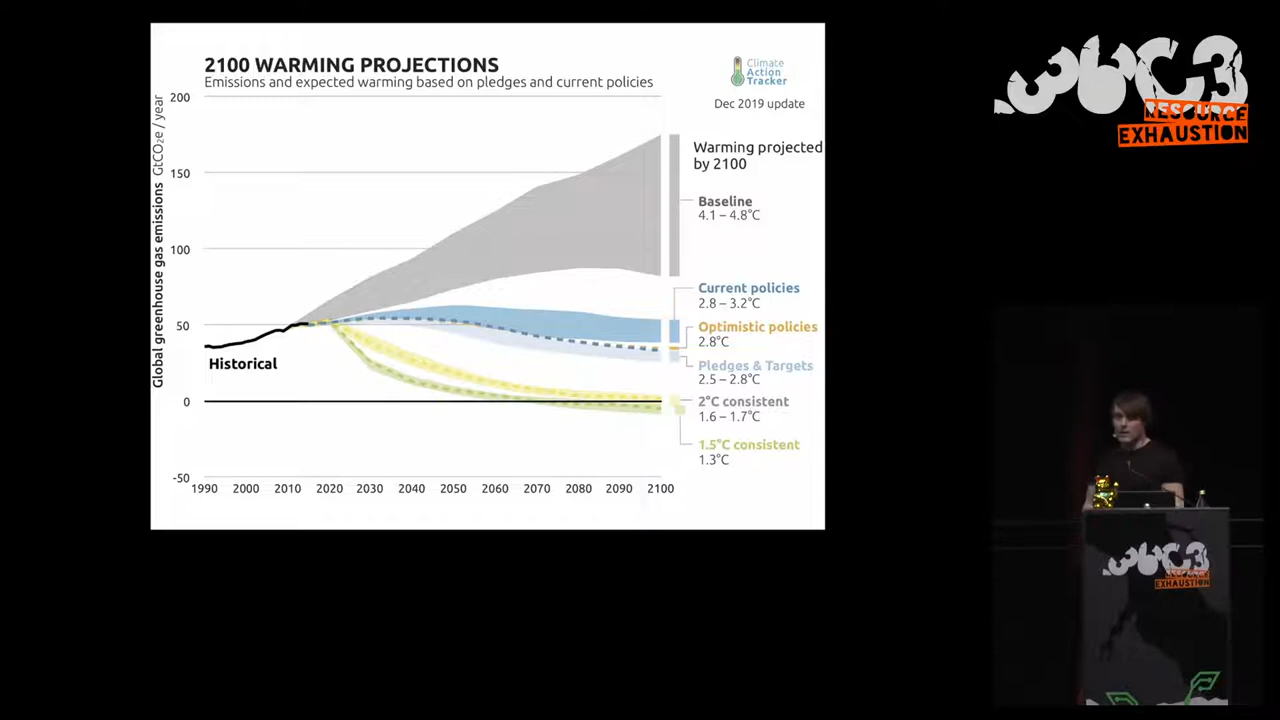 2100 WARMING PROJECTIONS
Emissions and expected warming based on pledges and current policies
Climate
Action
Tracker
Dec 2019 update
Global greenhouse gas emissions GtCO₂e / year
200
150
100
50
0
-50
1990 2000 2010 2020 2030 2040 2050 2060 2070 2080 2090 2100
Historical
Warming projected
by 2100
Baseline
4.1 – 4.8°C
Current policies
2.8 – 3.2°C
Optimistic policies
2.8°C
Pledges & Targets
2.5 – 2.8°C
2°C consistent
1.6 – 1.7°C
1.5°C consistent
1.3°C
36C3
RESOURCE
EXHAUSTION
36C3
RESOURCE
EXHAUSTION